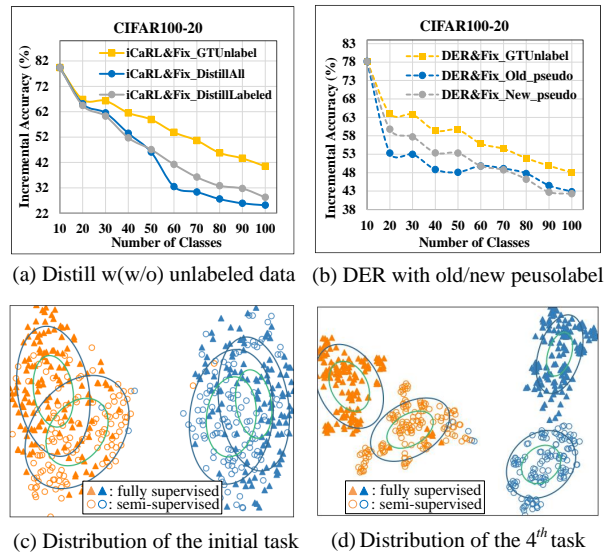 CIFAR100-20
Incremental Accuracy (%)
82
72
62
52
42
32
22
iCaRL&Fix_GTUnlabel
iCaRL&Fix_DistillAll
iCaRL&Fix_DistillLabeled
10 20 30 40 50 60 70 80 90 100
Number of Classes
(a) Distill w(w/o) unlabeled data
CIFAR100-20
Incremental Accuracy (%)
83
78
73
68
63
58
53
48
43
38
DER&Fix_GTUnlabel
DER&Fix_Old_pseudo
DER&Fix_New_pseudo
10 20 30 40 50 60 70 80 90 100
Number of Classes
(b) DER with old/new peusolabel
: fully supervised
: semi-supervised
(c) Distribution of the initial task
: fully supervised
: semi-supervised
(d) Distribution of the 4th task